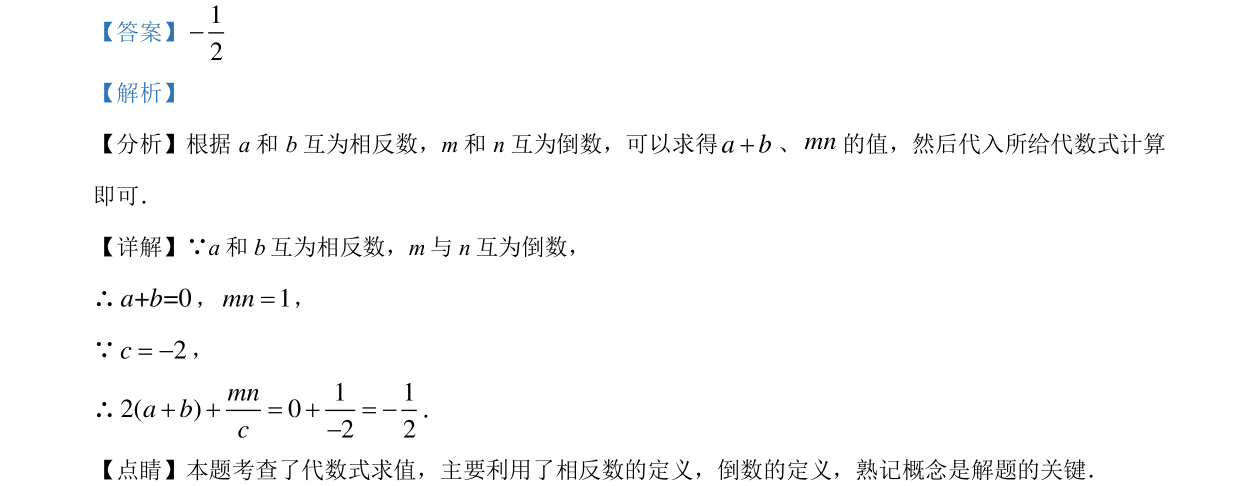 【答案】$-\frac{1}{2}$
【解析】
【分析】根据 a 和 b 互为相反数，m 和 n 互为倒数，可以求得 $a+b$ 、 $mn$ 的值，然后代入所给代数式计算
即可．
【详解】∵a 和 b 互为相反数，m 与 n 互为倒数，
∴ a+b=0，mn=1，
∵ c=−2，
∴ $2(a+b)+\frac{mn}{c}=0+\frac{1}{-2}=-\frac{1}{2}$．
【点睛】本题考查了代数式求值，主要利用了相反数的定义，倒数的定义，熟记概念是解题的关键．